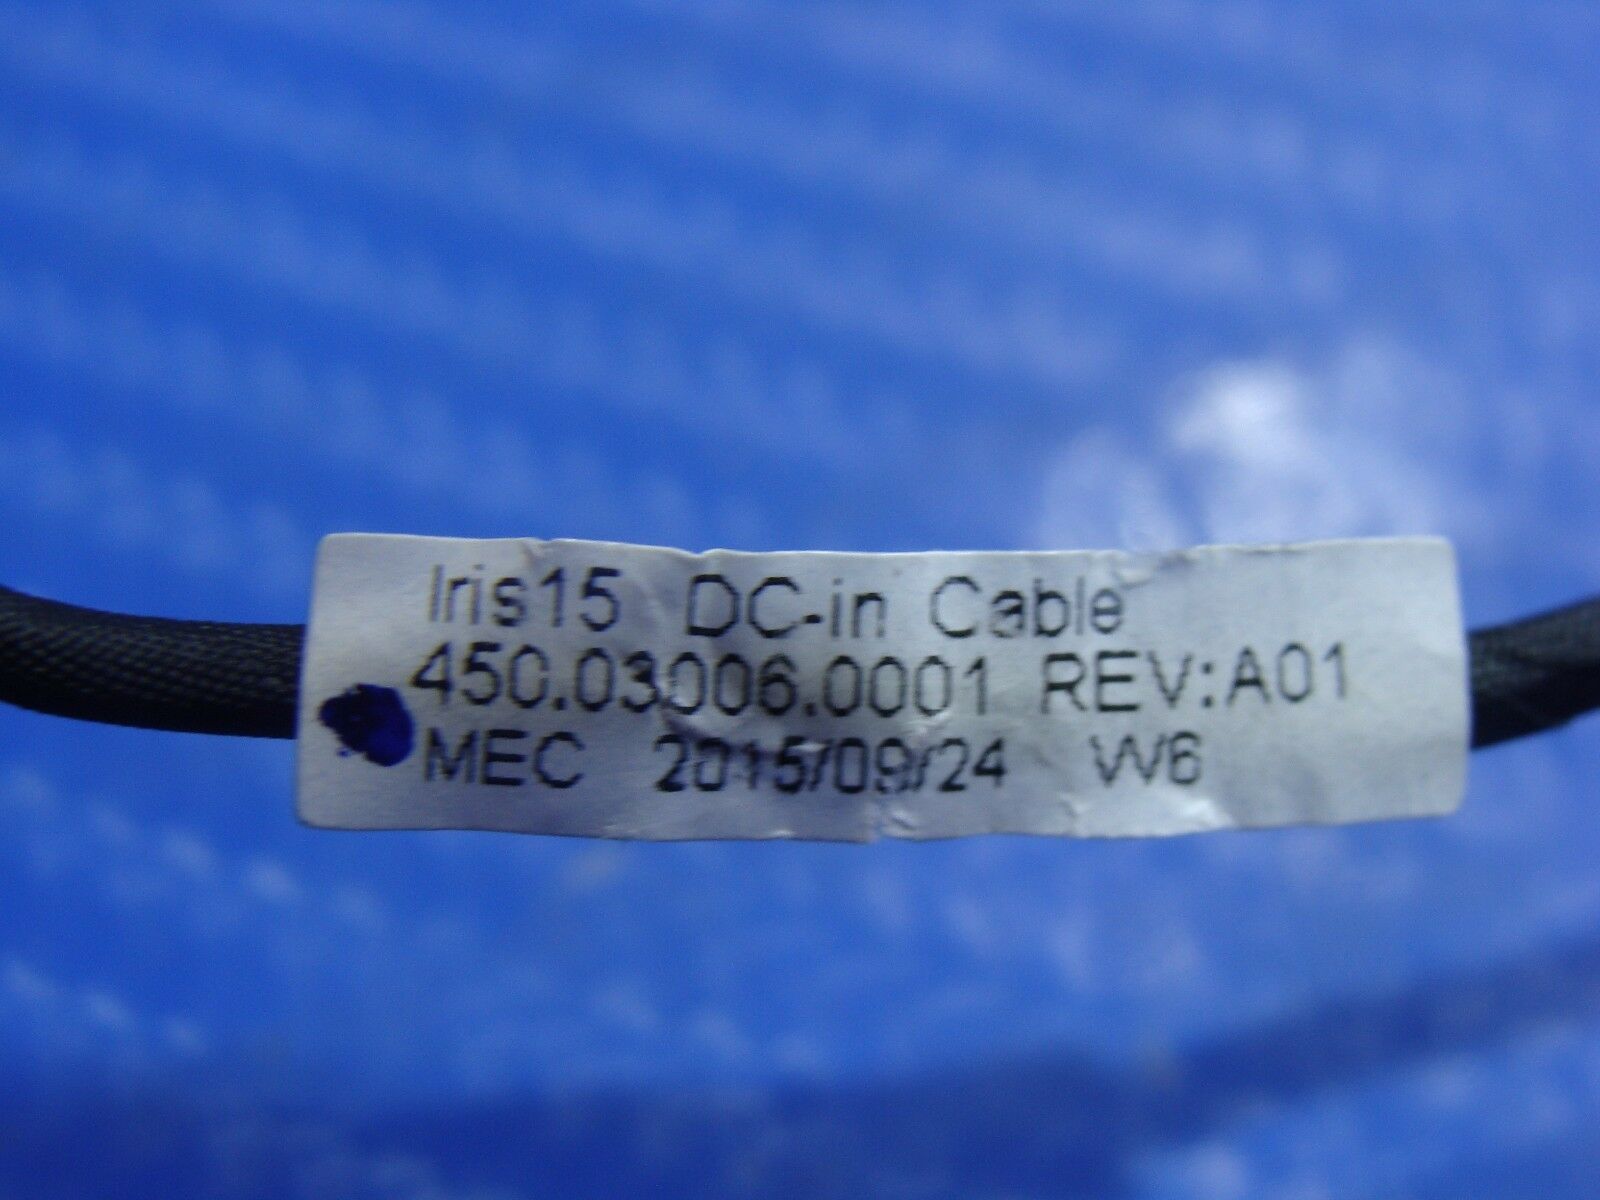 Iris15 DC-in Cable
450.03006.0001 REV:A01
MEC 2015/09/24 W6